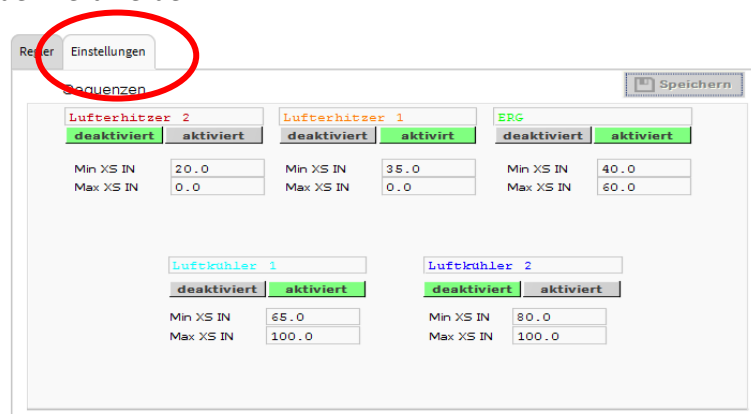 Regler Einstellungen
Sequenzen Speichern
Lufterhitzer 2 Lufterhitzer 1 ERG
deaktiviert aktiviert deaktiviert aktivirt deaktiviert aktiviert
Min XS IN 20.0 Min XS IN 35.0 Min XS IN 40.0
Max XS IN 0.0 Max XS IN 0.0 Max XS IN 60.0
Luftkühler 1 Luftkühler 2
deaktiviert aktiviert deaktiviert aktiviert
Min XS IN 65.0 Min XS IN 80.0
Max XS IN 100.0 Max XS IN 100.0